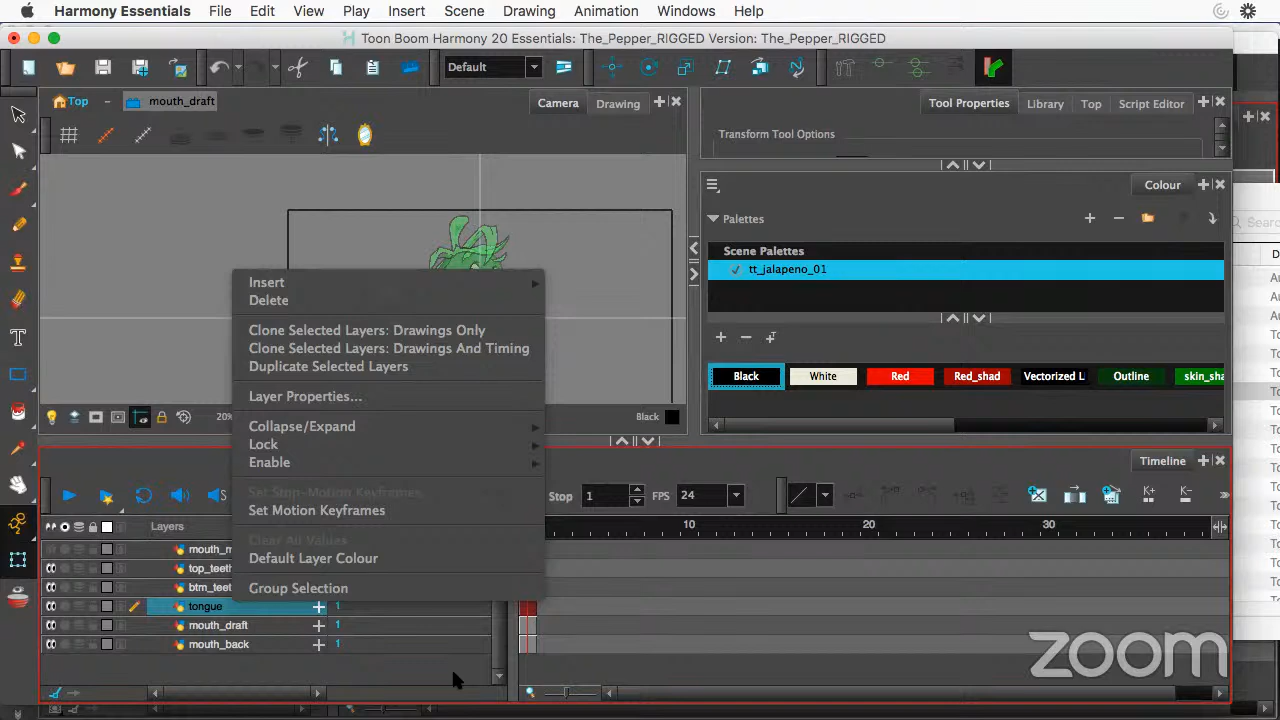 Harmony Essentials File Edit View Play Insert Scene Drawing Animation Windows Help
Toon Boom Harmony 20 Essentials: The_Pepper_RIGGED Version: The_Pepper_RIGGED
Default
Top mouth_draft Camera Drawing
Tool Properties Library Top Script Editor
Transform Tool Options
Colour
Palettes
Search
Scene Palettes
tt_jalapeno_01
Black White Red Red_shad Vectorized L Outline skin_sha
20%
Black
Insert
Delete
Clone Selected Layers: Drawings Only
Clone Selected Layers: Drawings And Timing
Duplicate Selected Layers
Layer Properties...
Collapse/Expand
Lock
Enable
Set Stop-Motion Keyframes
Set Motion Keyframes
Clear All Values
Default Layer Colour
Group Selection
Timeline
Stop 1 FPS 24
Layers
10 20 30
mouth_m
top_teeth
btm_teet
tongue 1
mouth_draft 1
mouth_back 1
zoom